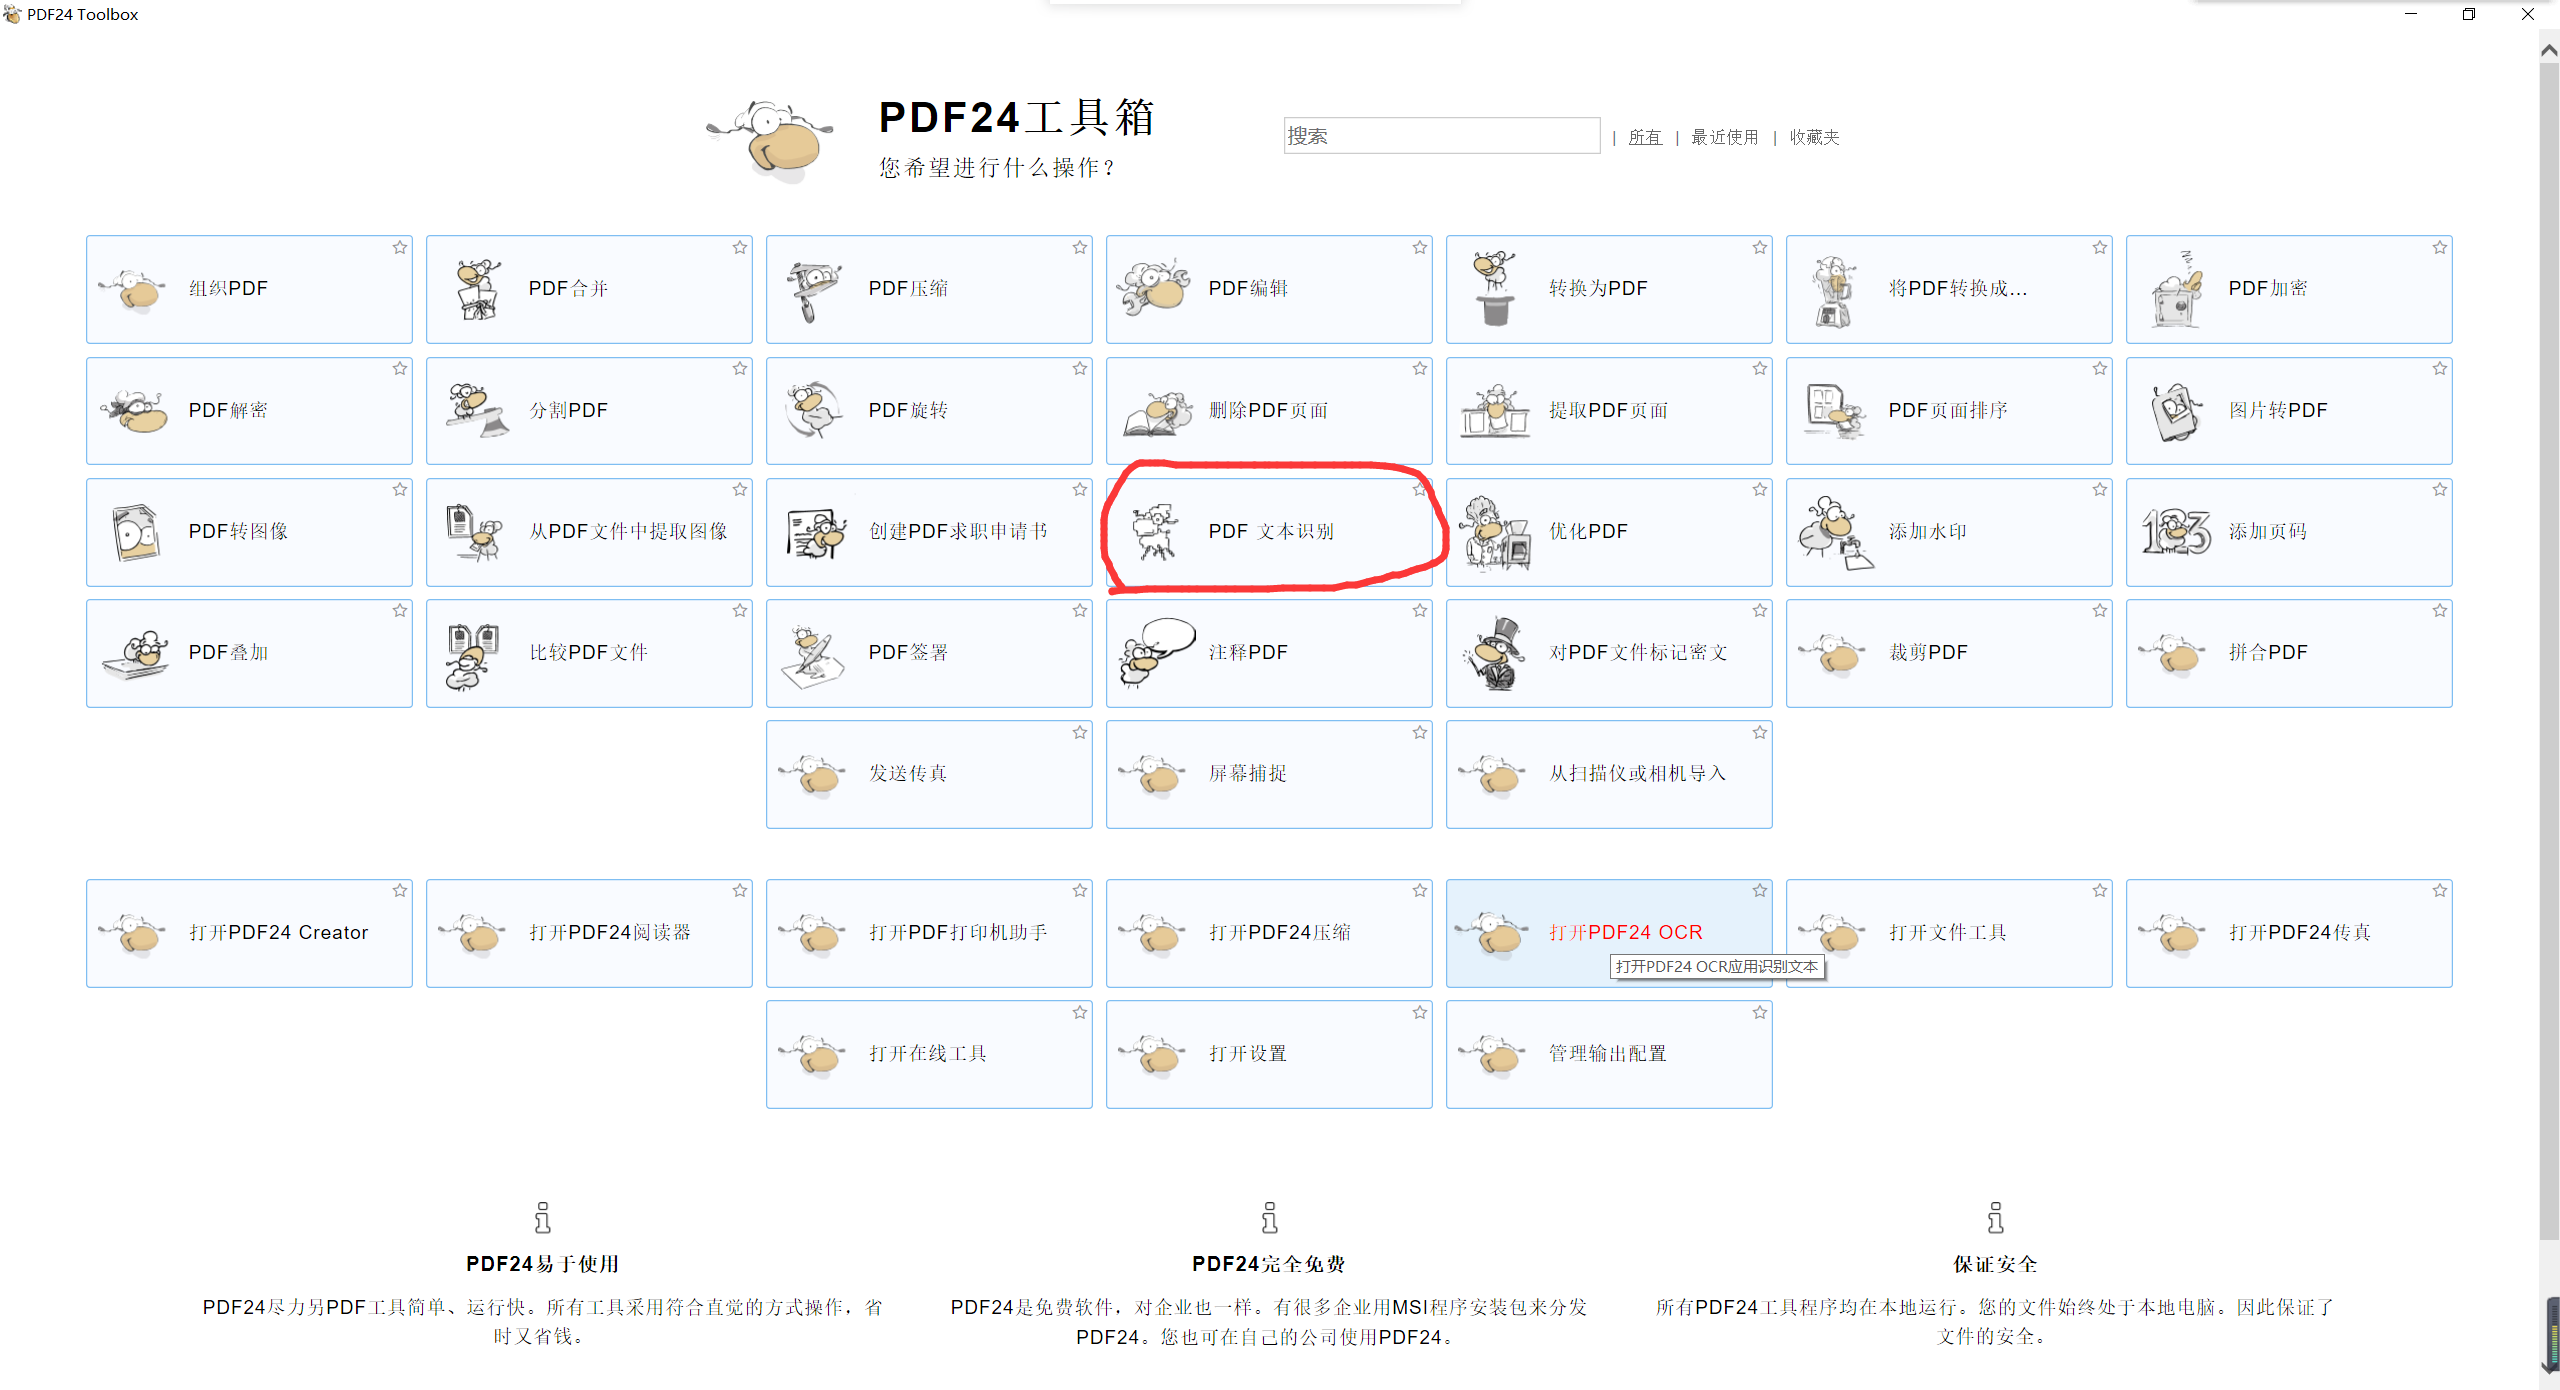 PDF24 Toolbox
PDF24工具箱
您希望进行什么操作？
搜索 | 所有 | 最近使用 | 收藏夹
组织PDF
PDF合并
PDF压缩
PDF编辑
转换为PDF
将PDF转换成...
PDF加密
PDF解密
分割PDF
PDF旋转
删除PDF页面
提取PDF页面
PDF页面排序
图片转PDF
PDF转图像
从PDF文件中提取图像
创建PDF求职申请书
PDF 文本识别
优化PDF
添加水印
123
添加页码
PDF叠加
比较PDF文件
PDF签署
注释PDF
对PDF文件标记密文
裁剪PDF
拼合PDF
发送传真
屏幕捕捉
从扫描仪或相机导入
打开PDF24 Creator
打开PDF24阅读器
打开PDF打印机助手
打开PDF24压缩
打开PDF24 OCR
打开PDF24 OCR应用识别文本
打开文件工具
打开PDF24传真
打开在线工具
打开设置
管理输出配置
PDF24易于使用
PDF24尽力另PDF工具简单、运行快。所有工具采用符合直觉的方式操作，省
时又省钱。
PDF24完全免费
PDF24是免费软件，对企业也一样。有很多企业用MSI程序安装包来分发
PDF24。您也可在自己的公司使用PDF24。
保证安全
所有PDF24工具程序均在本地运行。您的文件始终处于本地电脑。因此保证了
文件的安全。